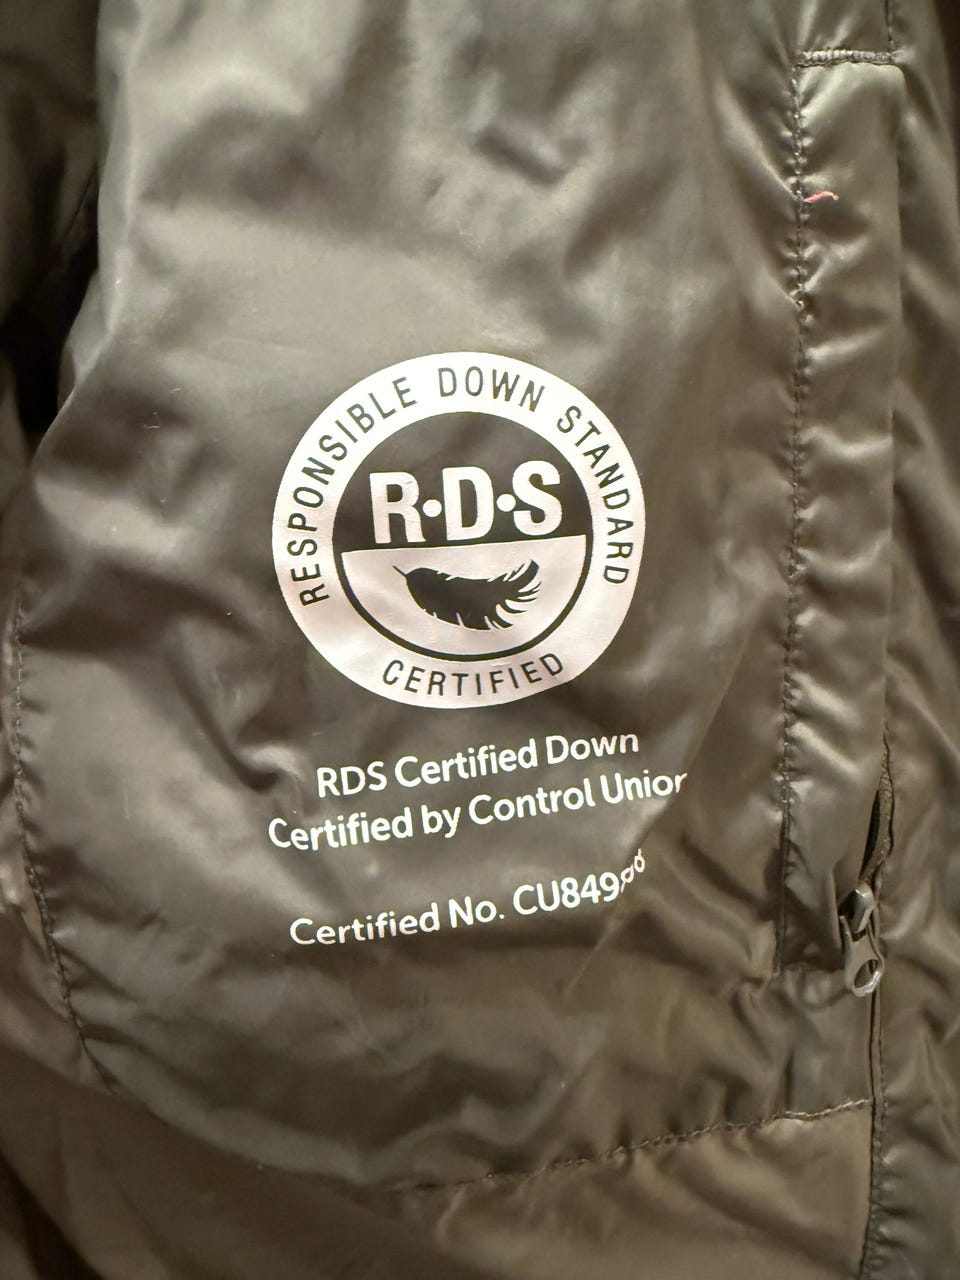 RESPONSIBLE DOWN STANDARD
R·D·S
CERTIFIED
RDS Certified Down
Certified by Control Union
Certified No.